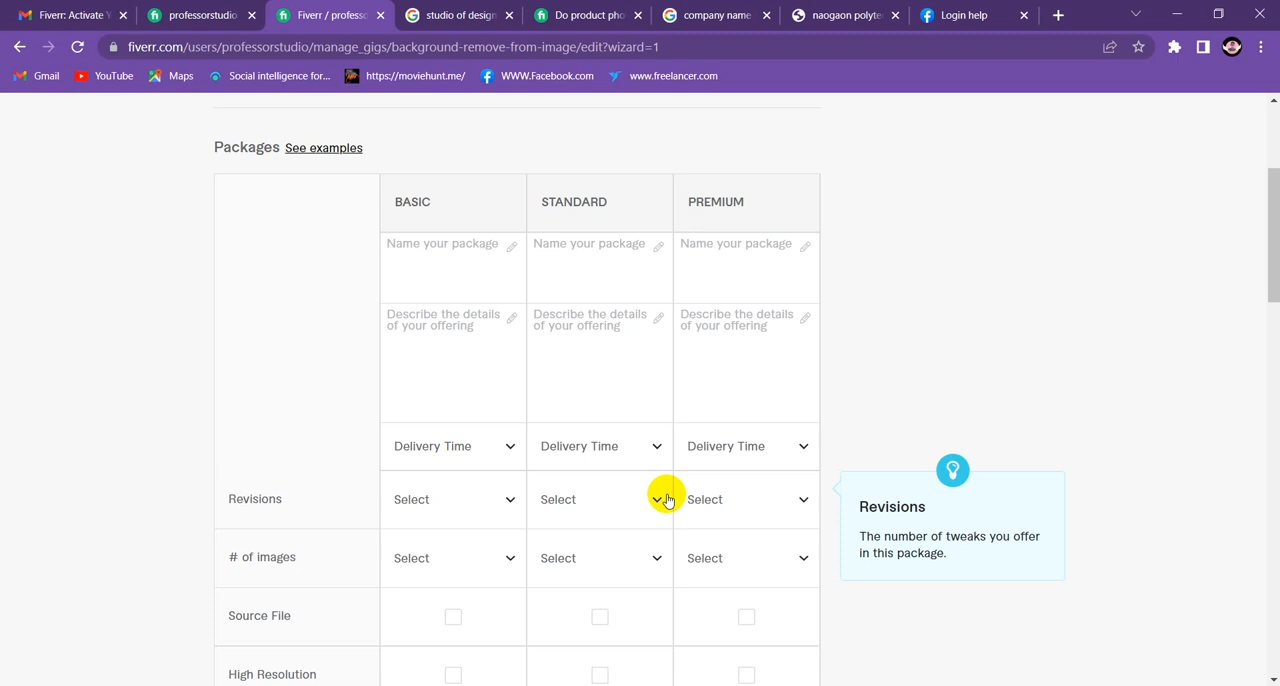 Fiverr: Activate Y
professorstudio
Fiverr / profess
studio of design
Do product pho
company name
naogaon polyte
Login help
fiverr.com/users/professorstudio/manage_gigs/background-remove-from-image/edit?wizard=1
Gmail
YouTube
Maps
Social intelligence for...
https://moviehunt.me/
WWW.Facebook.com
www.freelancer.com
Packages See examples
BASIC STANDARD PREMIUM
Name your package Name your package Name your package
Describe the details Describe the details Describe the details
of your offering of your offering of your offering
Delivery Time Delivery Time Delivery Time
Revisions Select Select Select
Revisions
The number of tweaks you offer
in this package.
# of images Select Select Select
Source File
High Resolution